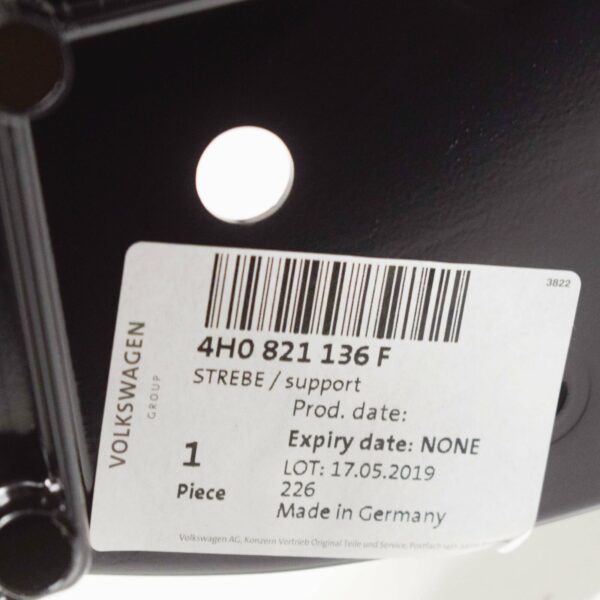 3822
VOLKSWAGEN
GROUP
4H0 821 136 F
STREBE / support
Prod. date:
Expiry date: NONE
1
Piece
LOT: 17.05.2019
226
Made in Germany
Volkswagen AG, Konzern Vertrieb Original Teile und Service, Postfach